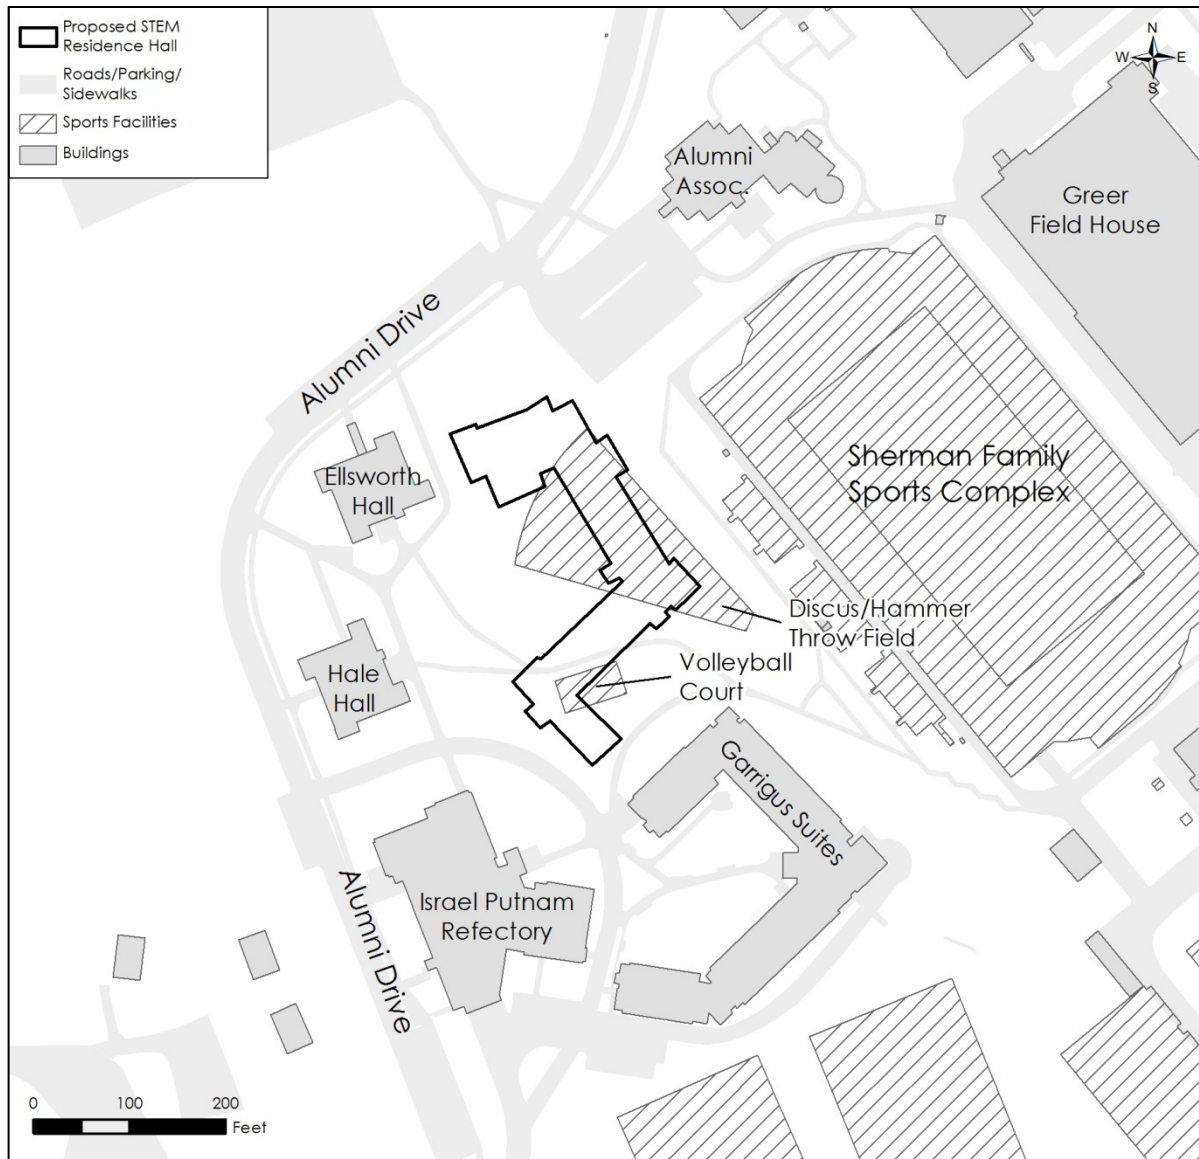 Proposed STEM
Residence Hall
Roads/Parking/
Sidewalks
Sports Facilities
Buildings
N
W E
S
Alumni
Assoc.
Greer
Field House
Alumni Drive
Ellsworth
Hall
Sherman Family
Sports Complex
Discus/Hammer
Throw Field
Hale
Hall
Volleyball
Court
Garrigus Suites
Israel Putnam
Refectory
Alumni Drive
0 100 200
Feet